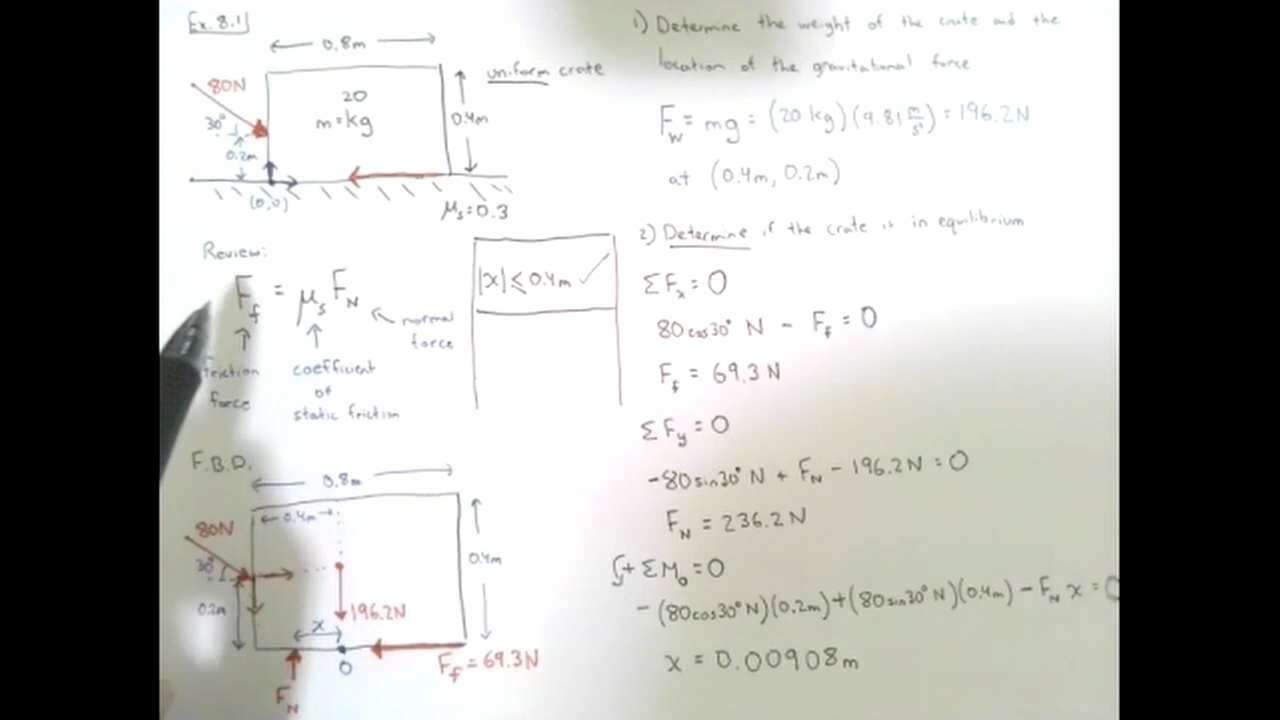 Ex. 8.1
0.8m
80N
30°
0.2m
20
m=kg
uniform crate
0.4m
(0,0)
μs=0.3
Review:
Ff = μs FN
normal
force
friction
force
coefficient
of
static friction
|x| ≤ 0.4m ✓
F.B.D.
0.8m
0.4m
80N
30°
0.2m
196.2N
0.4m
x
O
FN
Ff = 69.3N
1) Determine the weight of the crate and the
location of the gravitational force
Fw = mg = (20 kg)(9.81 m/s²) = 196.2N
at (0.4m, 0.2m)
2) Determine if the crate is in equilibrium
ΣFx = 0
80cos30° N - Ff = 0
Ff = 69.3 N
ΣFy = 0
-80sin30° N + FN - 196.2N = 0
FN = 236.2N
↺+ ΣMo = 0
-(80cos30° N)(0.2m)+(80sin30° N)(0.4m) - FN x = 0
x = 0.00908m